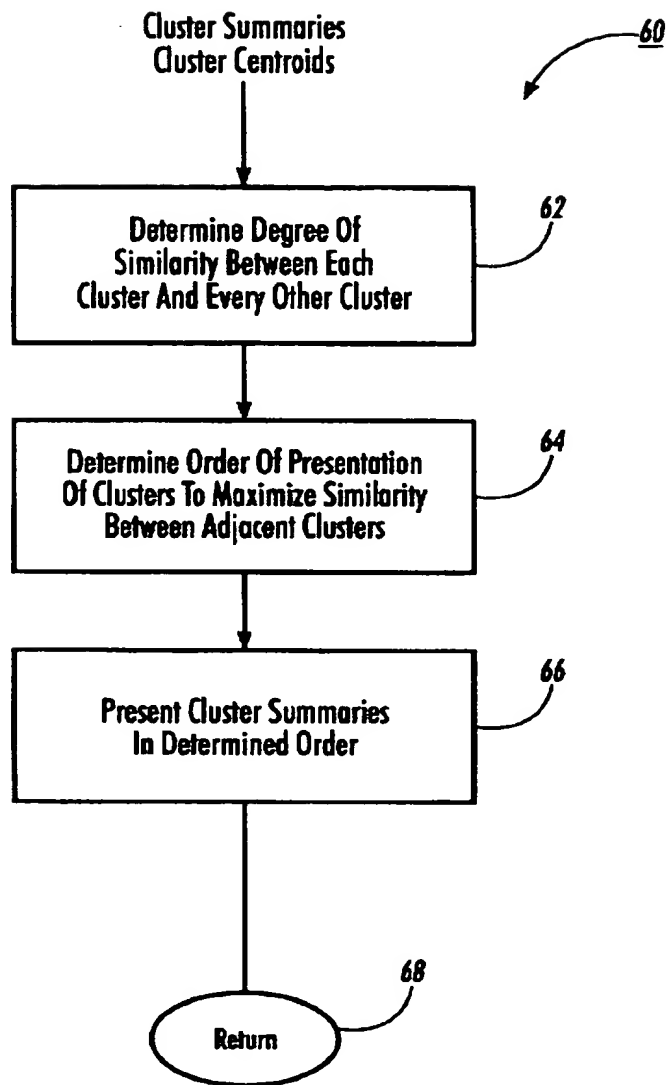 Cluster Summaries
Cluster Centroids
60
Determine Degree Of
Similarity Between Each
Cluster And Every Other Cluster
62
Determine Order Of Presentation
Of Clusters To Maximize Similarity
Between Adjacent Clusters
64
Present Cluster Summaries
In Determined Order
66
Return
68